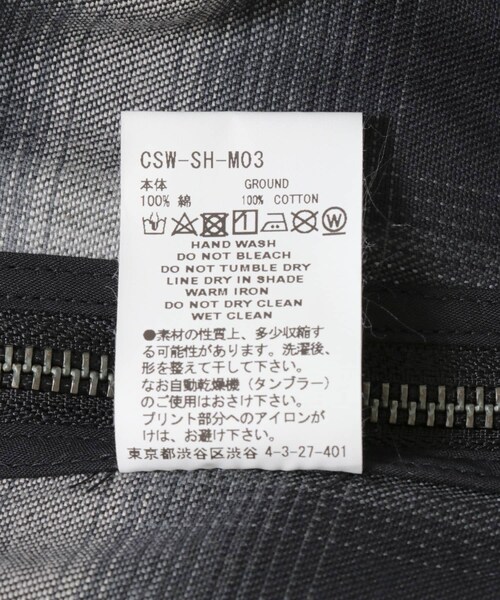 CSW-SH-M03
本体 GROUND
100% 綿 100% COTTON
W
HAND WASH
DO NOT BLEACH
DO NOT TUMBLE DRY
LINE DRY IN SHADE
WARM IRON
DO NOT DRY CLEAN
WET CLEAN
●素材の性質上、多少収縮す
る可能性があります。洗濯後、
形を整えて干して下さい。
なお自動乾燥機（タンブラー）
のご使用はおさけ下さい。
プリント部分へのアイロンが
けは、お避け下さい。
東京都渋谷区渋谷 4-3-27-401